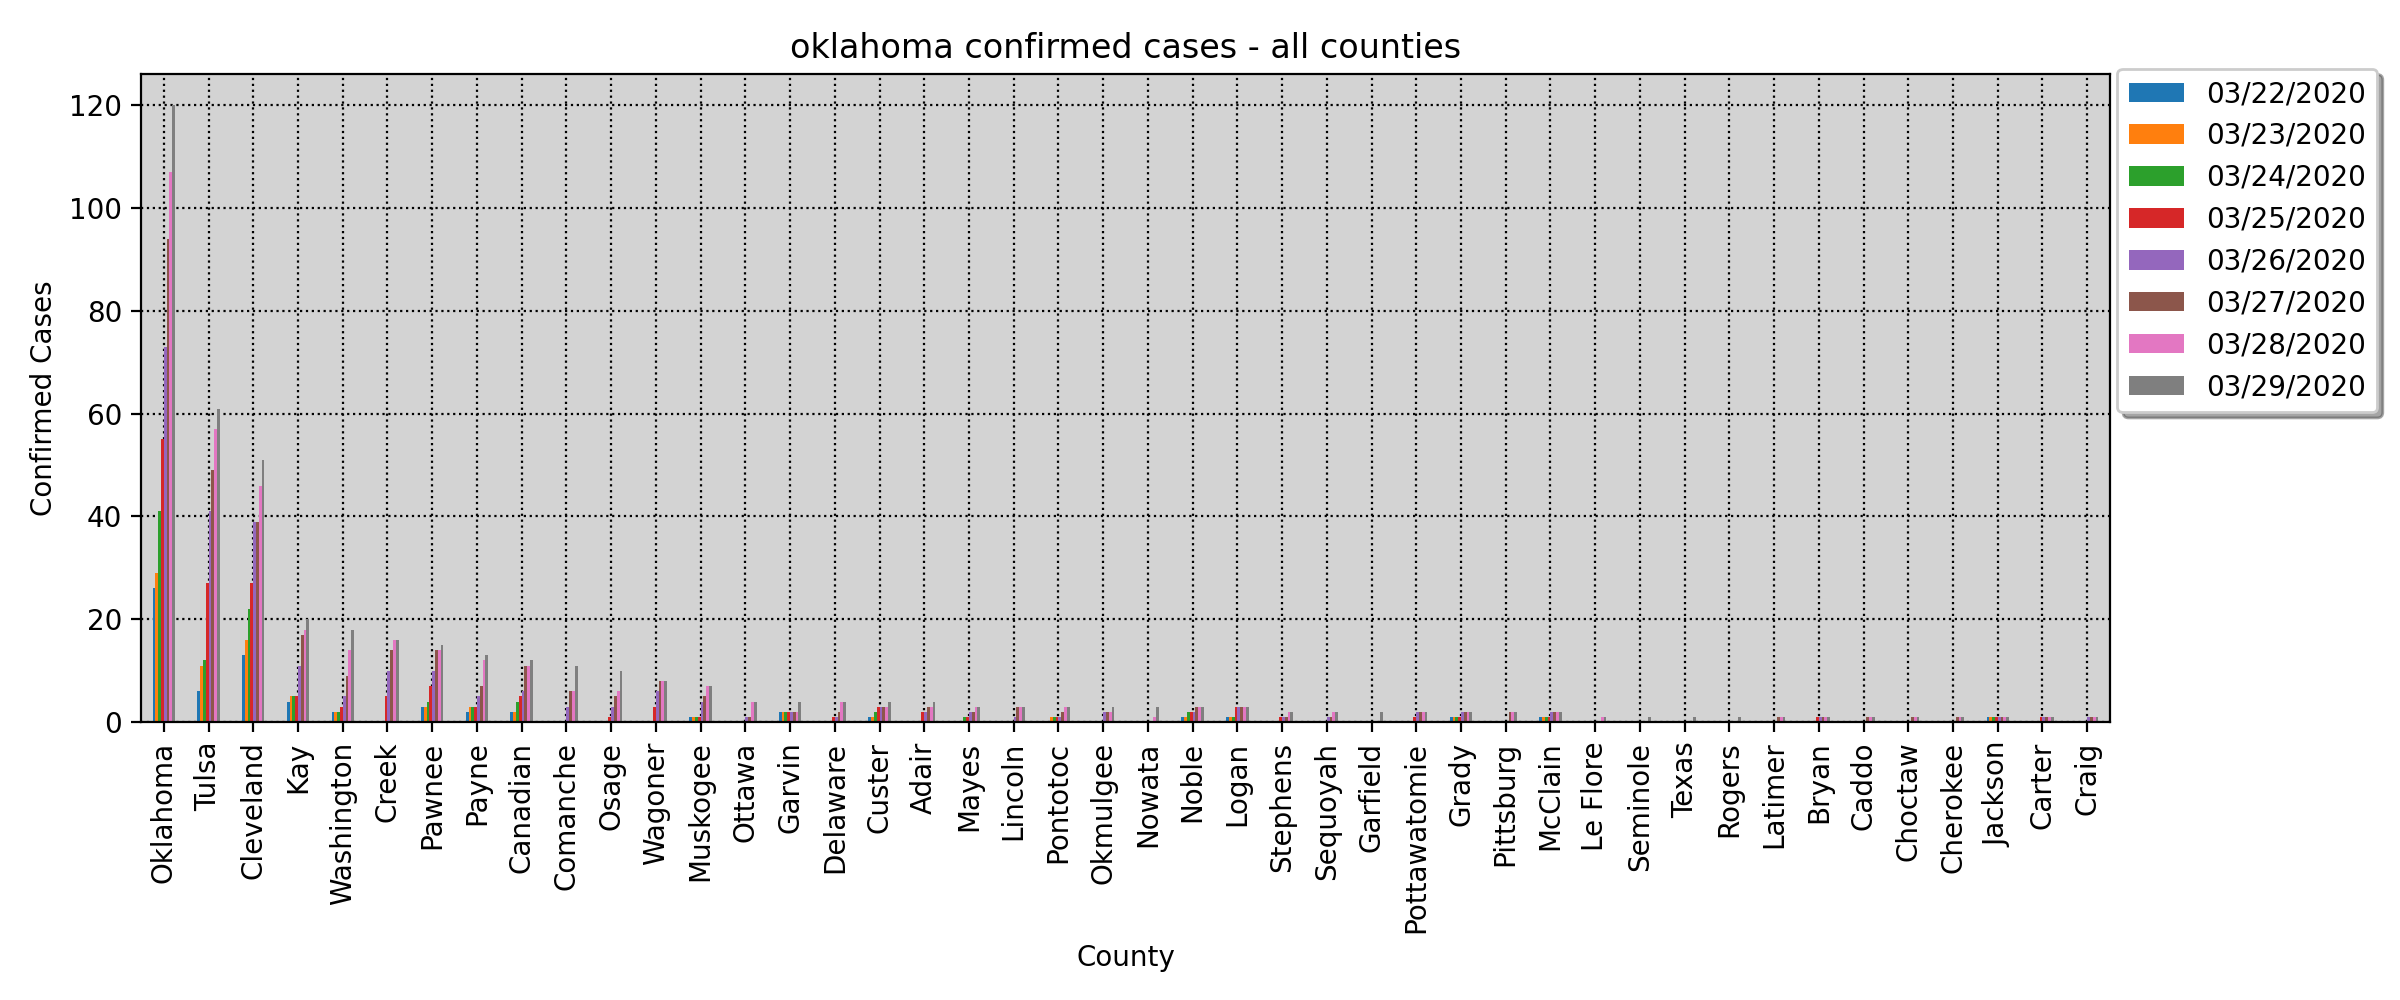 oklahoma confirmed cases - all counties
Confirmed Cases
120
100
80
60
40
20
0
Oklahoma
Tulsa
Cleveland
Kay
Washington
Creek
Pawnee
Payne
Canadian
Comanche
Osage
Wagoner
Muskogee
Ottawa
Garvin
Delaware
Custer
Adair
Mayes
Lincoln
Pontotoc
Okmulgee
Nowata
Noble
Logan
Stephens
Sequoyah
Garfield
Pottawatomie
Grady
Pittsburg
McClain
Le Flore
Seminole
Texas
Rogers
Latimer
Bryan
Caddo
Choctaw
Cherokee
Jackson
Carter
Craig
County
03/22/2020
03/23/2020
03/24/2020
03/25/2020
03/26/2020
03/27/2020
03/28/2020
03/29/2020